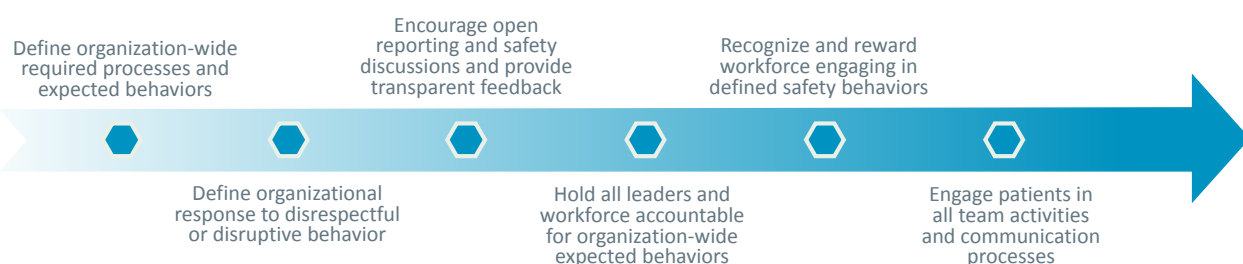 Define organization-wide
required processes and
expected behaviors
Define organizational
response to disrespectful
or disruptive behavior
Encourage open
reporting and safety
discussions and provide
transparent feedback
Hold all leaders and
workforce accountable
for organization-wide
expected behaviors
Recognize and reward
workforce engaging in
defined safety behaviors
Engage patients in
all team activities
and communication
processes